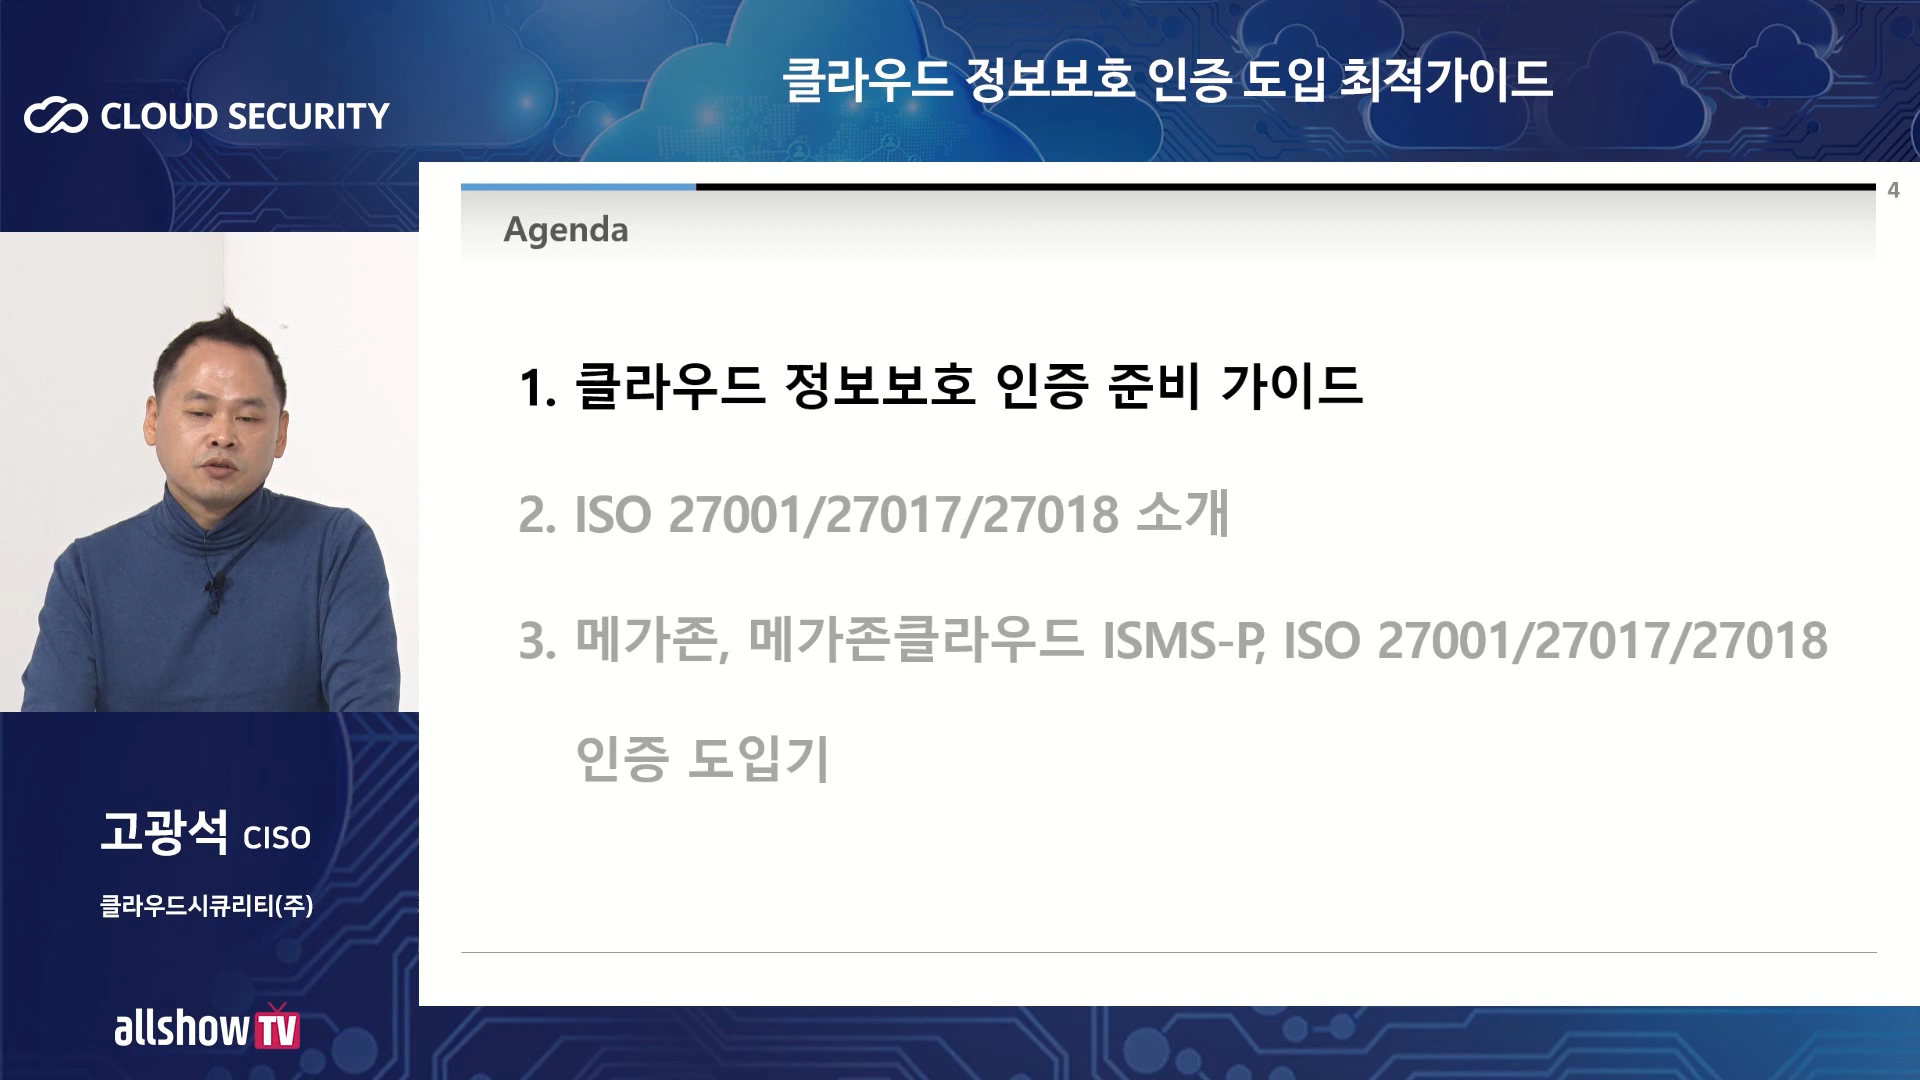 클라우드 정보보호 인증 도입 최적가이드
CLOUD SECURITY
4
Agenda
1. 클라우드 정보보호 인증 준비 가이드
2. ISO 27001/27017/27018 소개
3. 메가존, 메가존클라우드 ISMS-P, ISO 27001/27017/27018
인증 도입기
고광석 CISO
클라우드시큐리티(주)
allshow TV